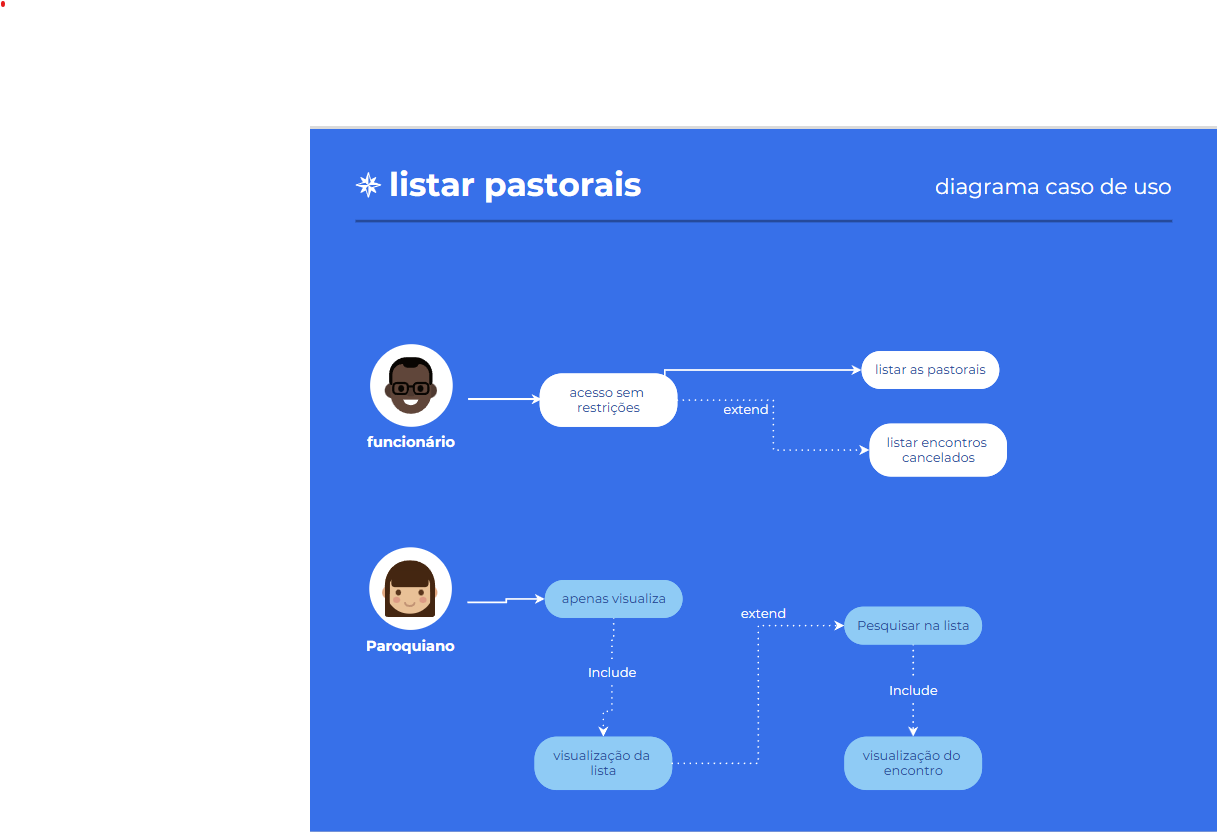 listar pastorais
diagrama caso de uso
listar as pastorais
acesso sem
restrições
extend
funcionário
listar encontros
cancelados
apenas visualiza
extend
Pesquisar na lista
Paroquiano
Include
Include
visualização da
lista
visualização do
encontro